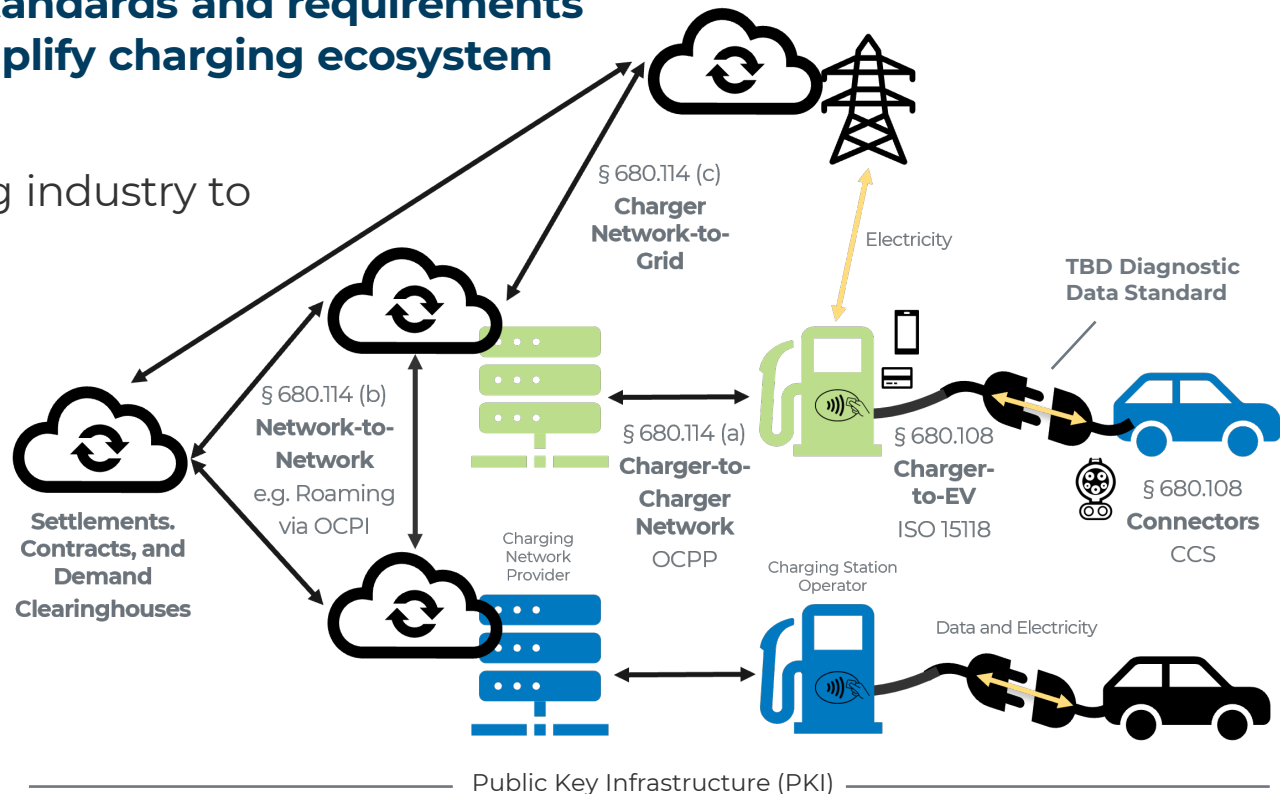 tandards and requirements
plify charging ecosystem
g industry to
§ 680.114 (c)
Charger
Network-to-
Grid
Electricity
TBD Diagnostic
Data Standard
§ 680.114 (b)
Network-to-
Network
e.g. Roaming
via OCPI
§ 680.114 (a)
Charger-to-
Charger
Network
OCPP
§ 680.108
Charger-
to-EV
ISO 15118
§ 680.108
Connectors
CCS
Settlements.
Contracts, and
Demand
Clearinghouses
Charging
Network
Provider
Charging Station
Operator
Data and Electricity
Public Key Infrastructure (PKI)